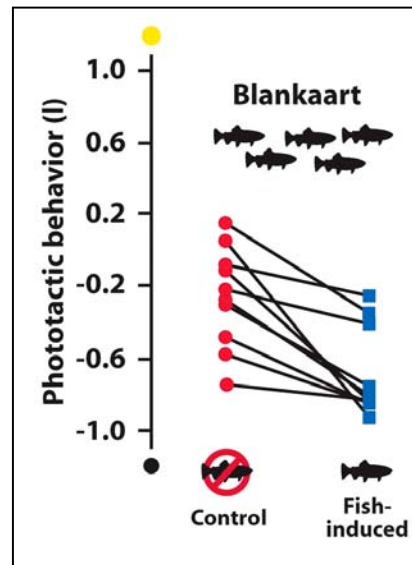 Phototactic behavior (I)
1.0
0.6
0.2
-0.2
-0.6
-1.0
Blankaart
Control
Fish-
induced